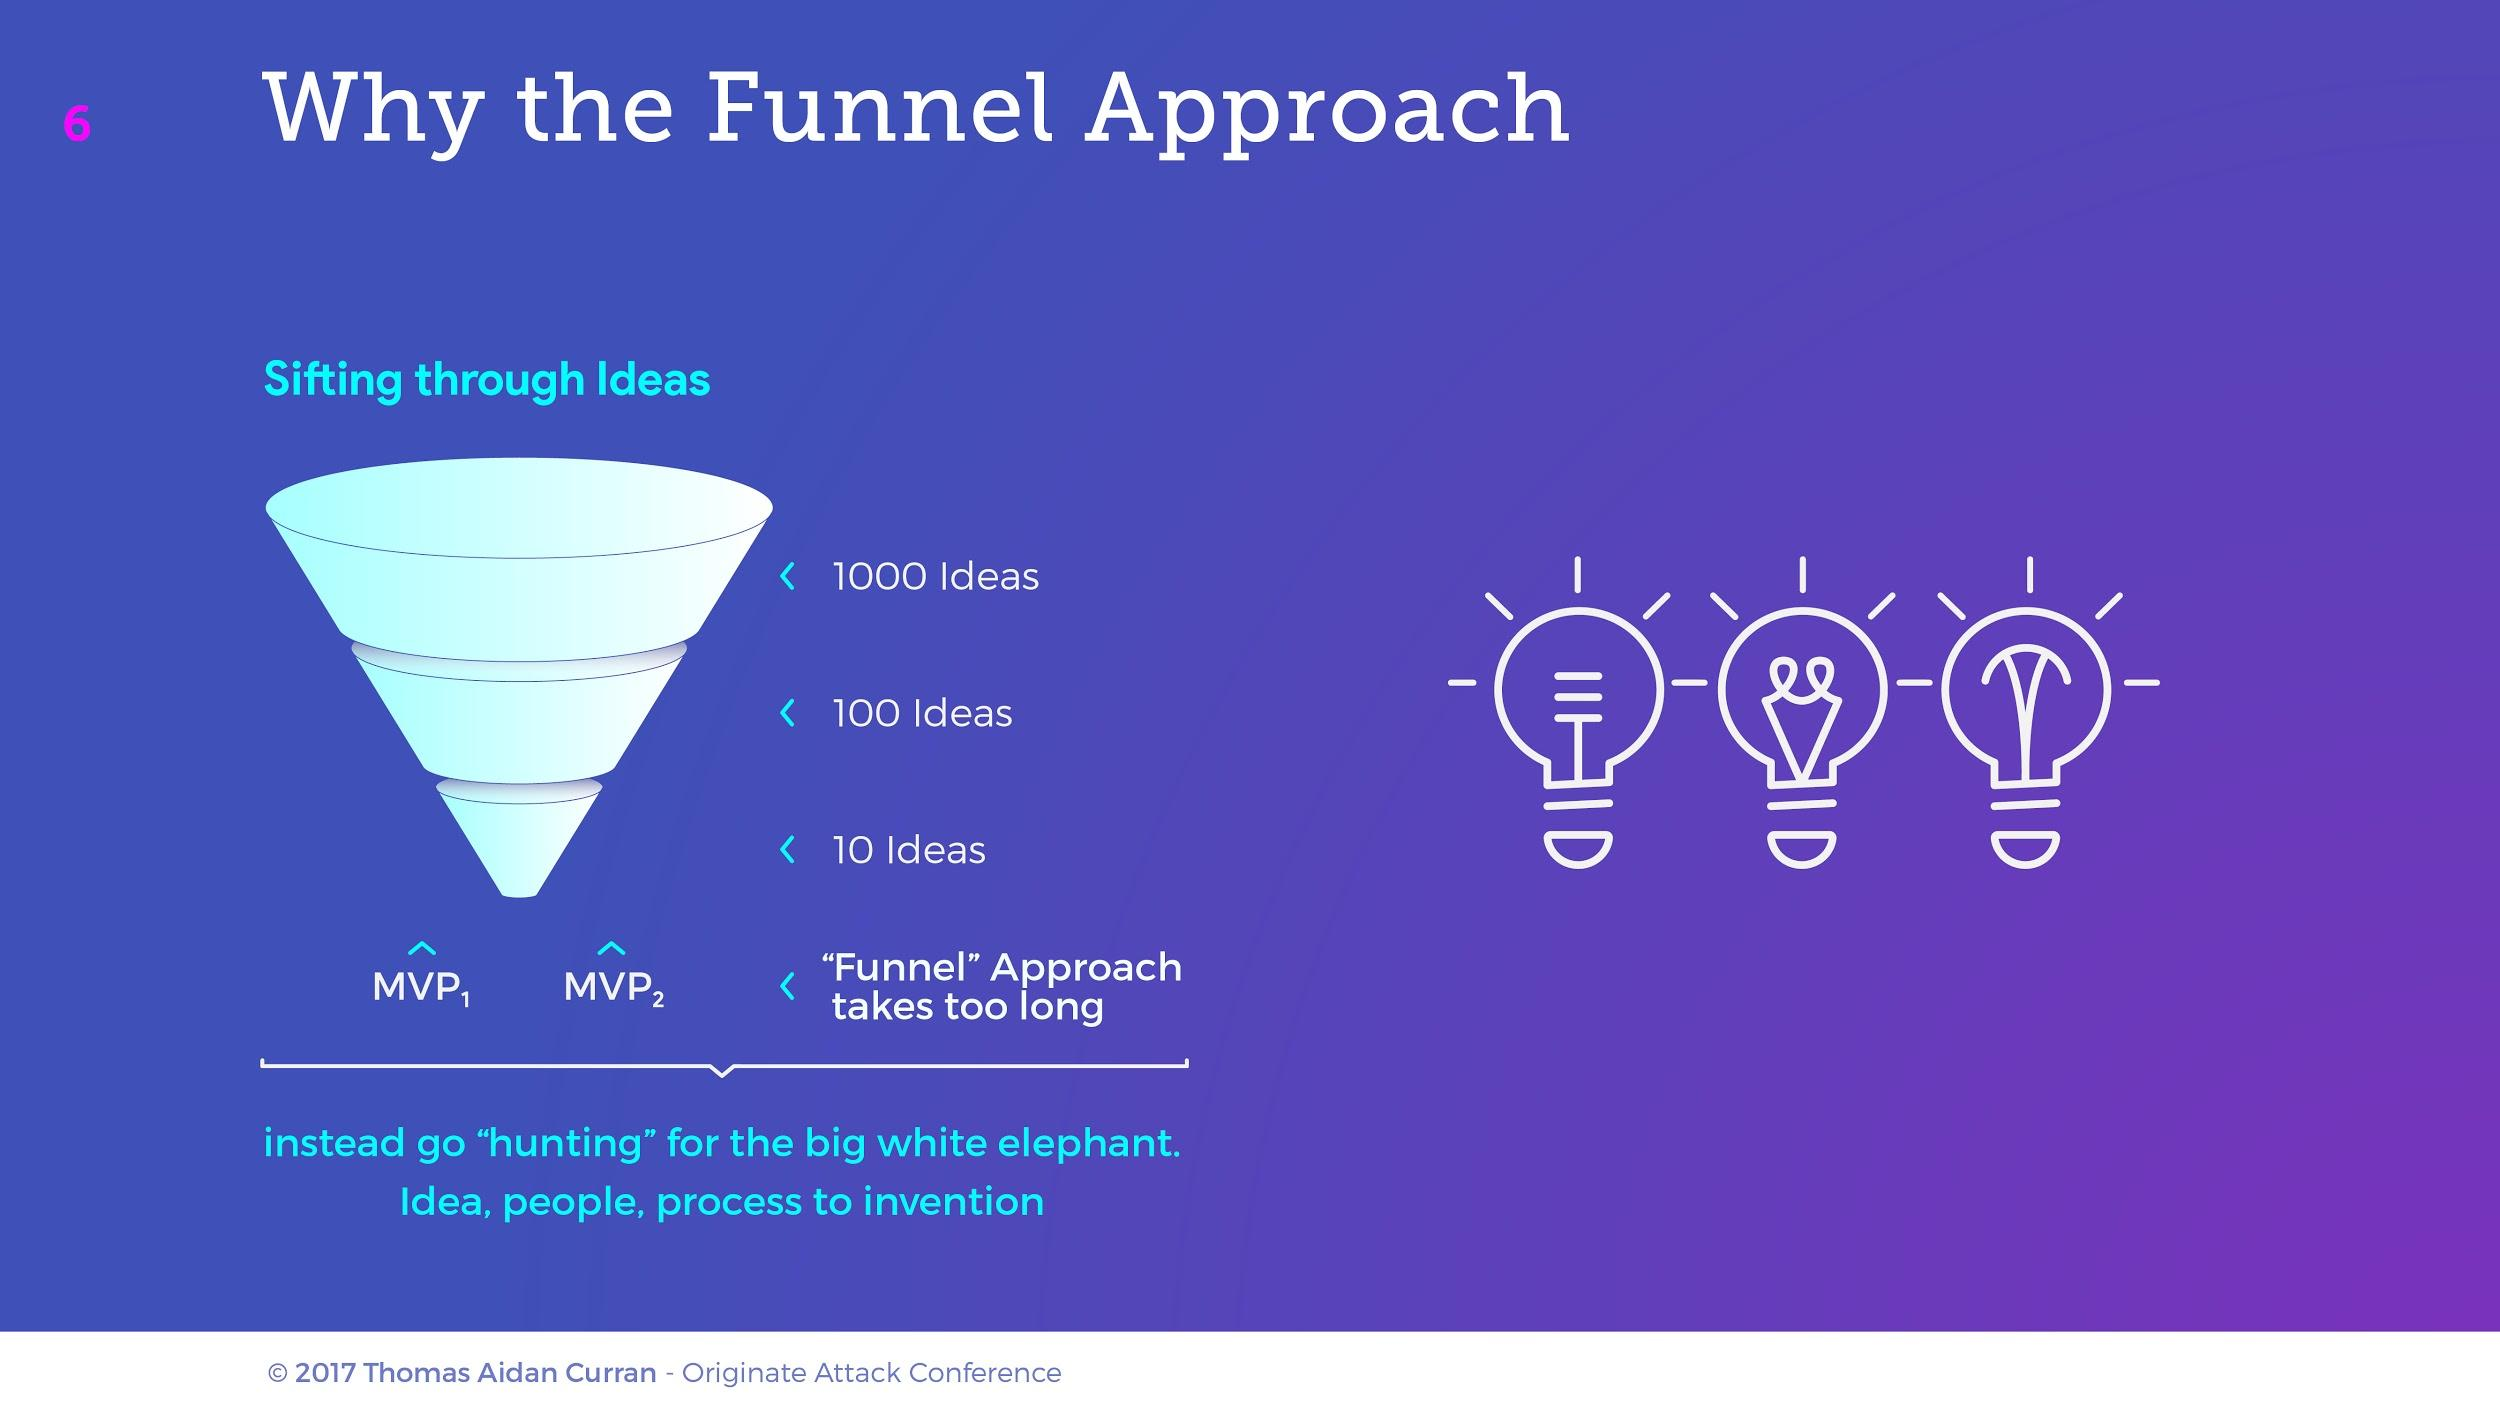 6
Why the Funnel Approach
Sifting through Ideas
1000 Ideas
100 Ideas
10 Ideas
MVP₁
MVP₂
“Funnel” Approach
takes too long
instead go “hunting” for the big white elephant.
Idea, people, process to invention
© 2017 Thomas Aidan Curran - Originate Attack Conference